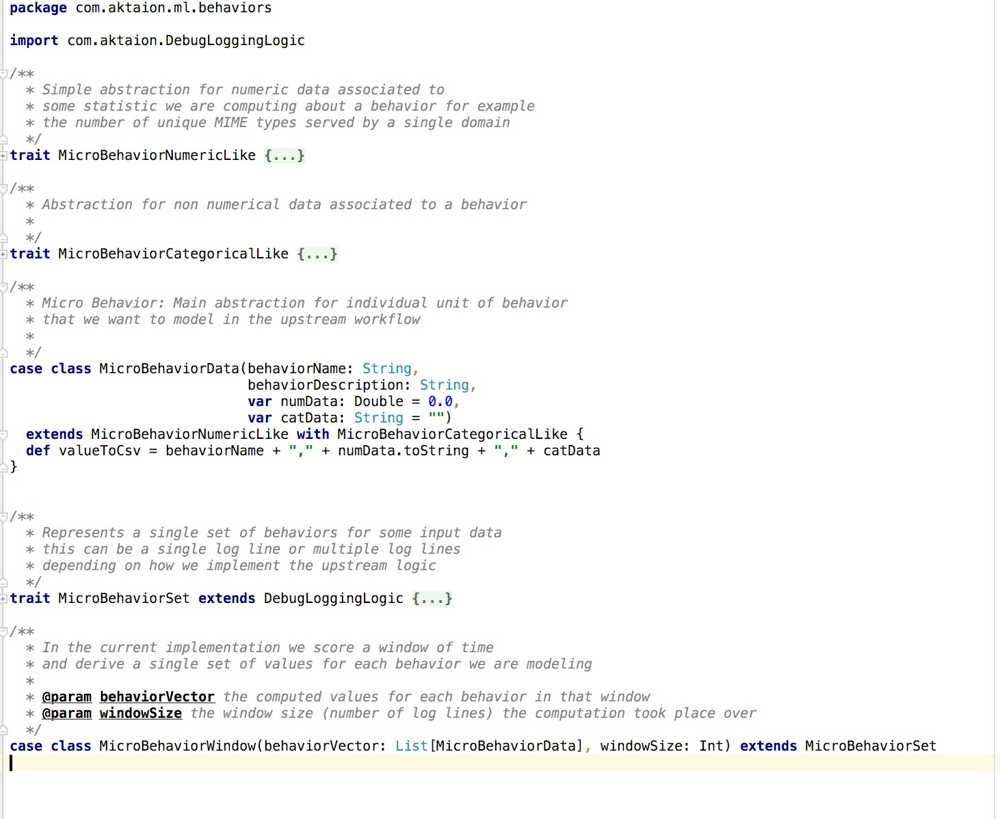 package com.aktaion.ml.behaviors
import com.aktaion.DebugLoggingLogic
/**
* Simple abstraction for numeric data associated to
* some statistic we are computing about a behavior for example
* the number of unique MIME types served by a single domain
*/
trait MicroBehaviorNumericLike {...}
/**
* Abstraction for non numerical data associated to a behavior
*
*/
trait MicroBehaviorCategoricalLike {...}
/**
* Micro Behavior: Main abstraction for individual unit of behavior
* that we want to model in the upstream workflow
*
*/
case class MicroBehaviorData(behaviorName: String,
behaviorDescription: String,
var numData: Double = 0.0,
var catData: String = "")
extends MicroBehaviorNumericLike with MicroBehaviorCategoricalLike {
def valueToCsv = behaviorName + "," + numData.toString + "," + catData
}
/**
* Represents a single set of behaviors for some input data
* this can be a single log line or multiple log lines
* depending on how we implement the upstream logic
*/
trait MicroBehaviorSet extends DebugLoggingLogic {...}
/**
* In the current implementation we score a window of time
* and derive a single set of values for each behavior we are modeling
*
* @param behaviorVector the computed values for each behavior in that window
* @param windowSize the window size (number of log lines) the computation took place over
*/
case class MicroBehaviorWindow(behaviorVector: List[MicroBehaviorData], windowSize: Int) extends MicroBehaviorSet